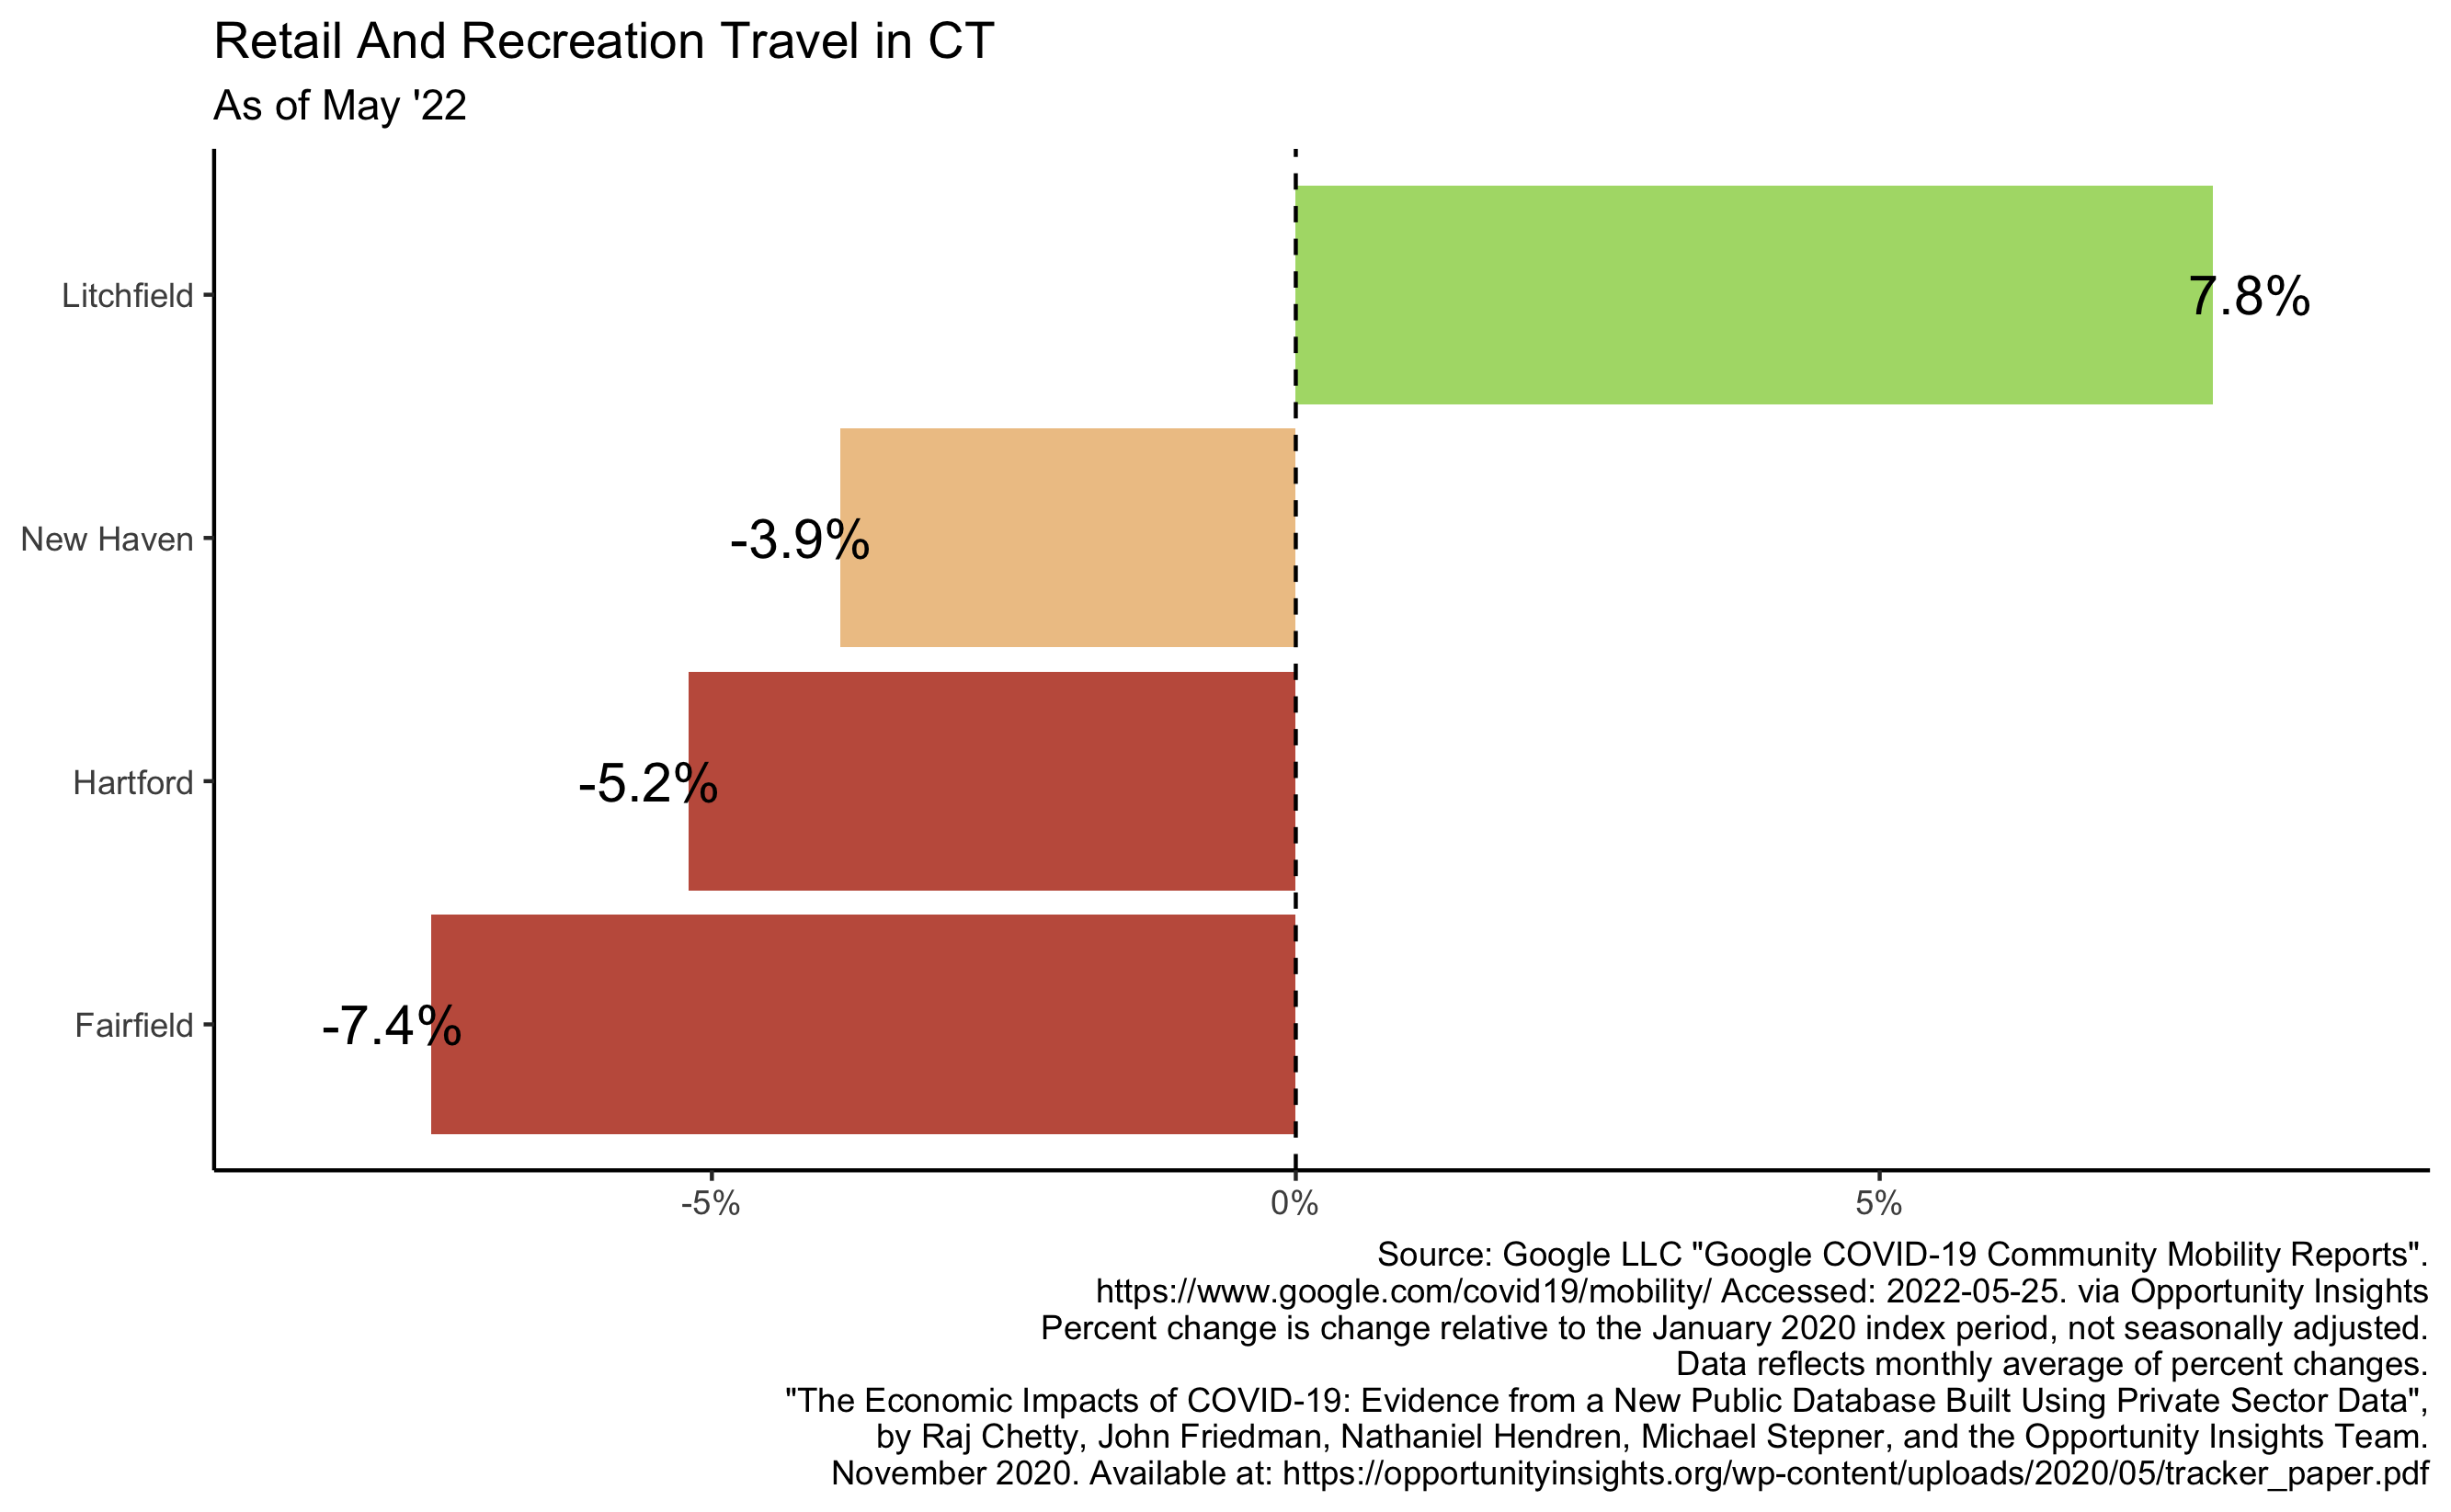 Retail And Recreation Travel in CT
As of May '22
Litchfield
7.8%
New Haven
-3.9%
Hartford
-5.2%
Fairfield
-7.4%
-5%
0%
5%
Source: Google LLC "Google COVID-19 Community Mobility Reports".
https://www.google.com/covid19/mobility/ Accessed: 2022-05-25. via Opportunity Insights
Percent change is change relative to the January 2020 index period, not seasonally adjusted.
Data reflects monthly average of percent changes.
"The Economic Impacts of COVID-19: Evidence from a New Public Database Built Using Private Sector Data",
by Raj Chetty, John Friedman, Nathaniel Hendren, Michael Stepner, and the Opportunity Insights Team.
November 2020. Available at: https://opportunityinsights.org/wp-content/uploads/2020/05/tracker_paper.pdf